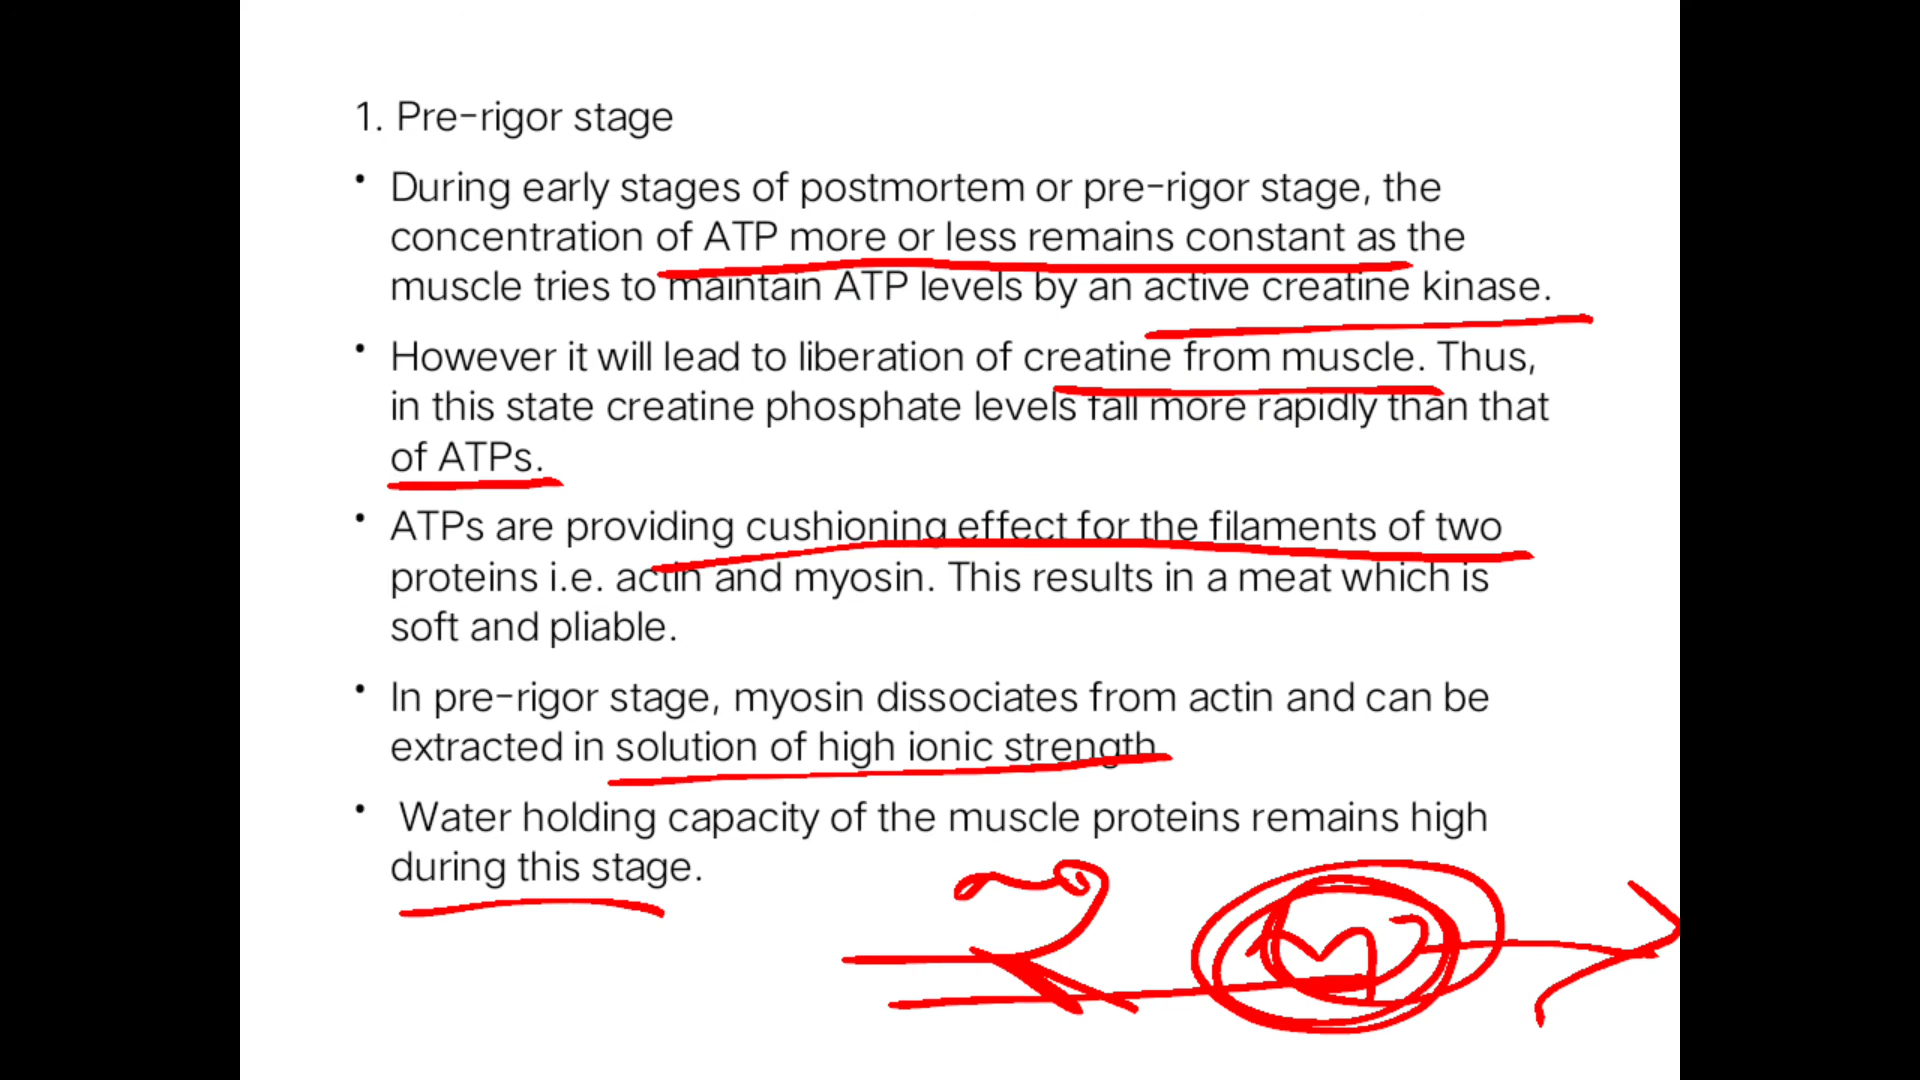 1. Pre-rigor stage
• During early stages of postmortem or pre-rigor stage, the
concentration of ATP more or less remains constant as the
muscle tries to maintain ATP levels by an active creatine kinase.
• However it will lead to liberation of creatine from muscle. Thus,
in this state creatine phosphate levels fall more rapidly than that
of ATPs.
• ATPs are providing cushioning effect for the filaments of two
proteins i.e. actin and myosin. This results in a meat which is
soft and pliable.
• In pre-rigor stage, myosin dissociates from actin and can be
extracted in solution of high ionic strength.
• Water holding capacity of the muscle proteins remains high
during this stage.